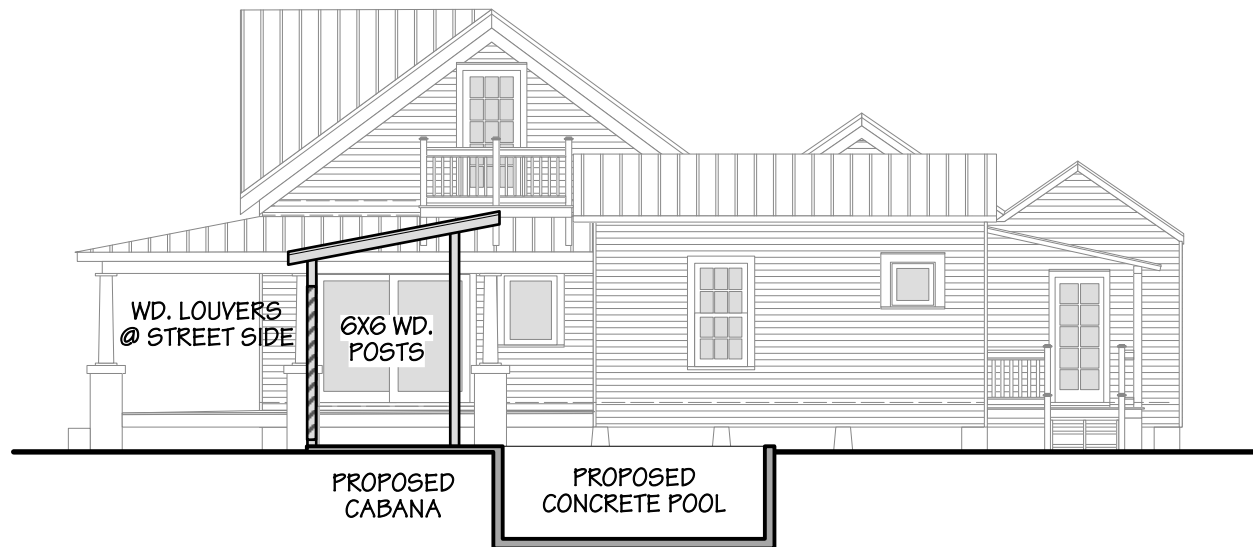 WD. LOUVERS
@ STREET SIDE
6X6 WD.
POSTS
PROPOSED
CABANA
PROPOSED
CONCRETE POOL